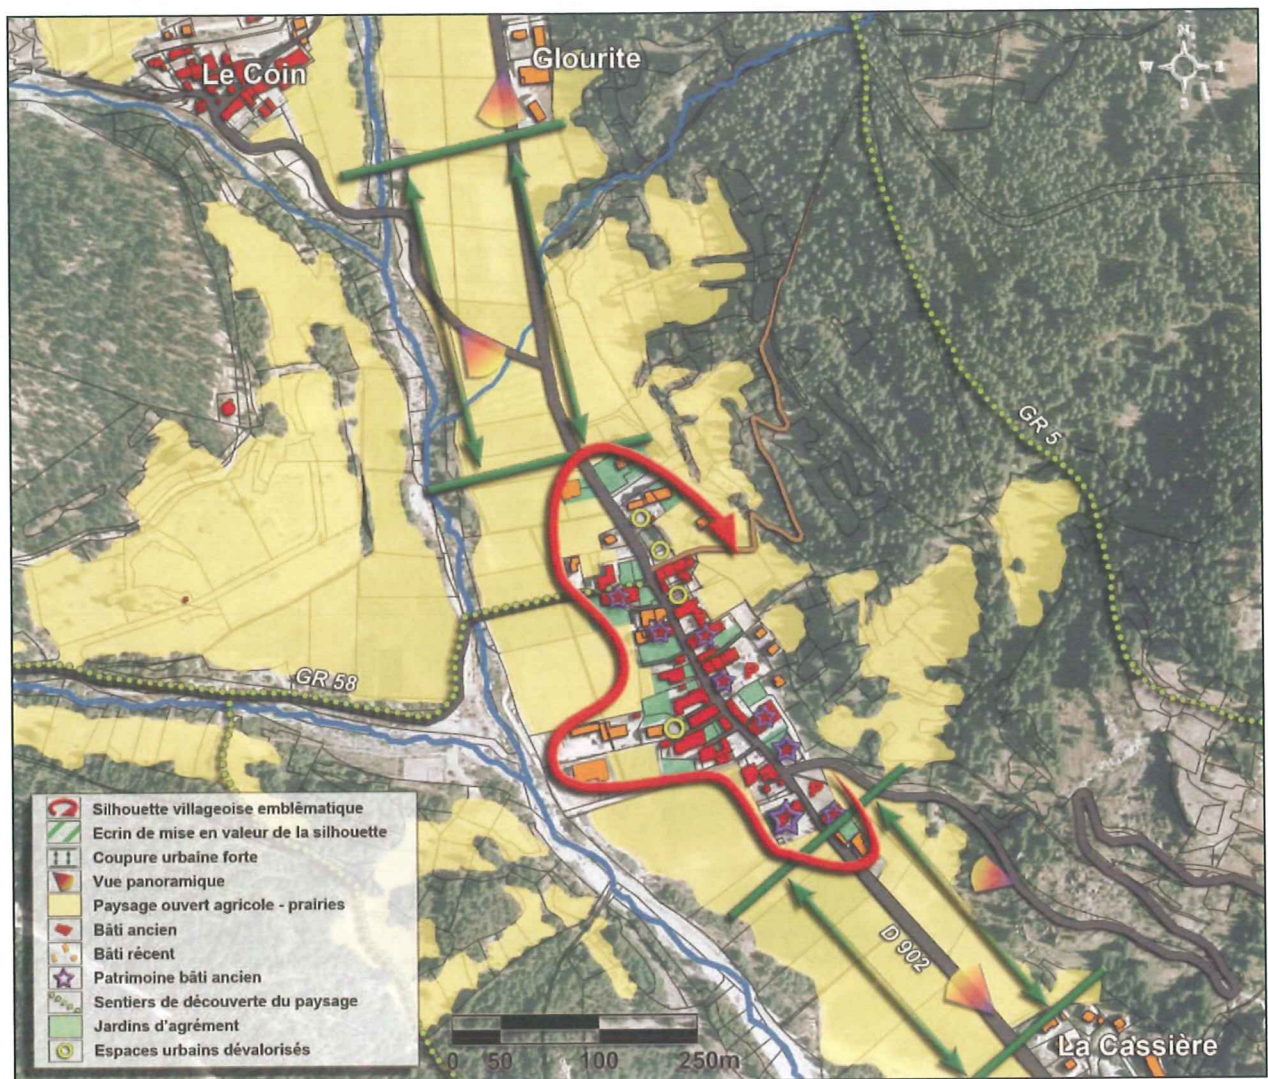 Le Coin
Glourite
N
W E
S
GR 5
GR 58
D 902
La Cassière
Silhouette villageoise emblèmatique
Ecrin de mise en valeur de la silhouette
Coupure urbaine forte
Vue panoramique
Paysage ouvert agricole - prairies
Bâti ancien
Bâti récent
Patrimoine bâti ancien
Sentiers de découverte du paysage
Jardins d'agrément
Espaces urbains dévalorisés
0 50 100 250m